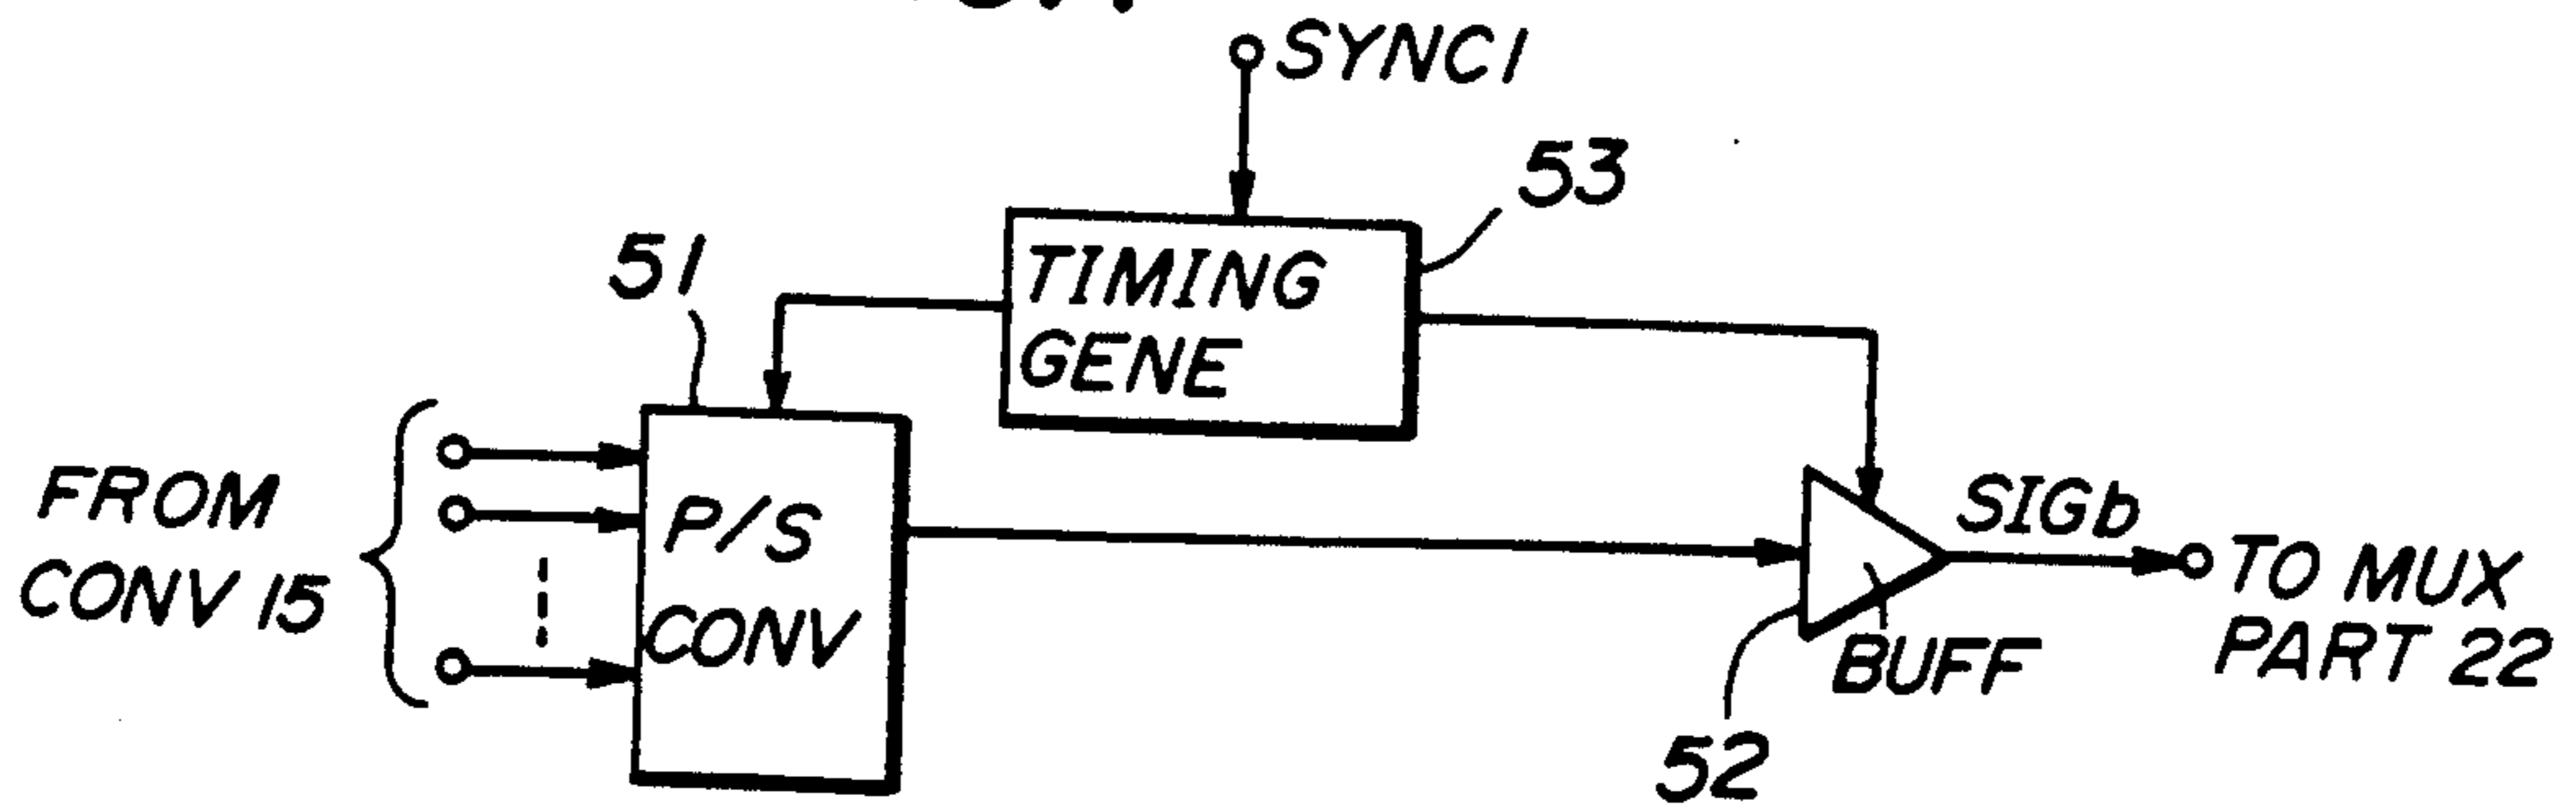 SYNC1
53
TIMING
GENE
51
FROM
CONV 15
P/S
CONV
SIGb
TO MUX
PART 22
BUFF
52